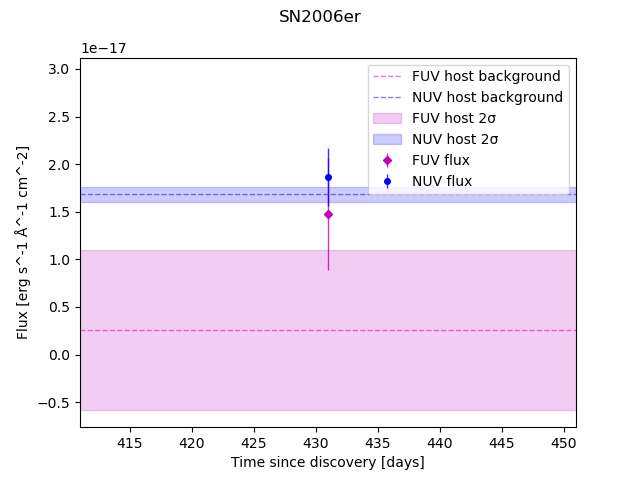 SN2006er
1e−17
FUV host background
NUV host background
FUV host 2σ
NUV host 2σ
FUV flux
NUV flux
3.0
2.5
2.0
1.5
1.0
0.5
0.0
−0.5
Flux [erg s^-1 Å^-1 cm^-2]
415 420 425 430 435 440 445 450
Time since discovery [days]